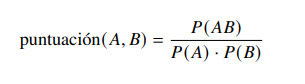 puntuación(A, B) = P(AB) / P(A) · P(B)